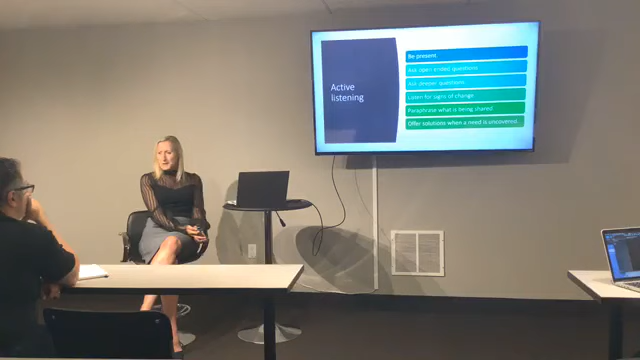 Active
listening
Be present
Ask open ended questions
Ask deeper questions
Listen for signs of change
Paraphrase what is being shared
Offer solutions when a need is uncovered